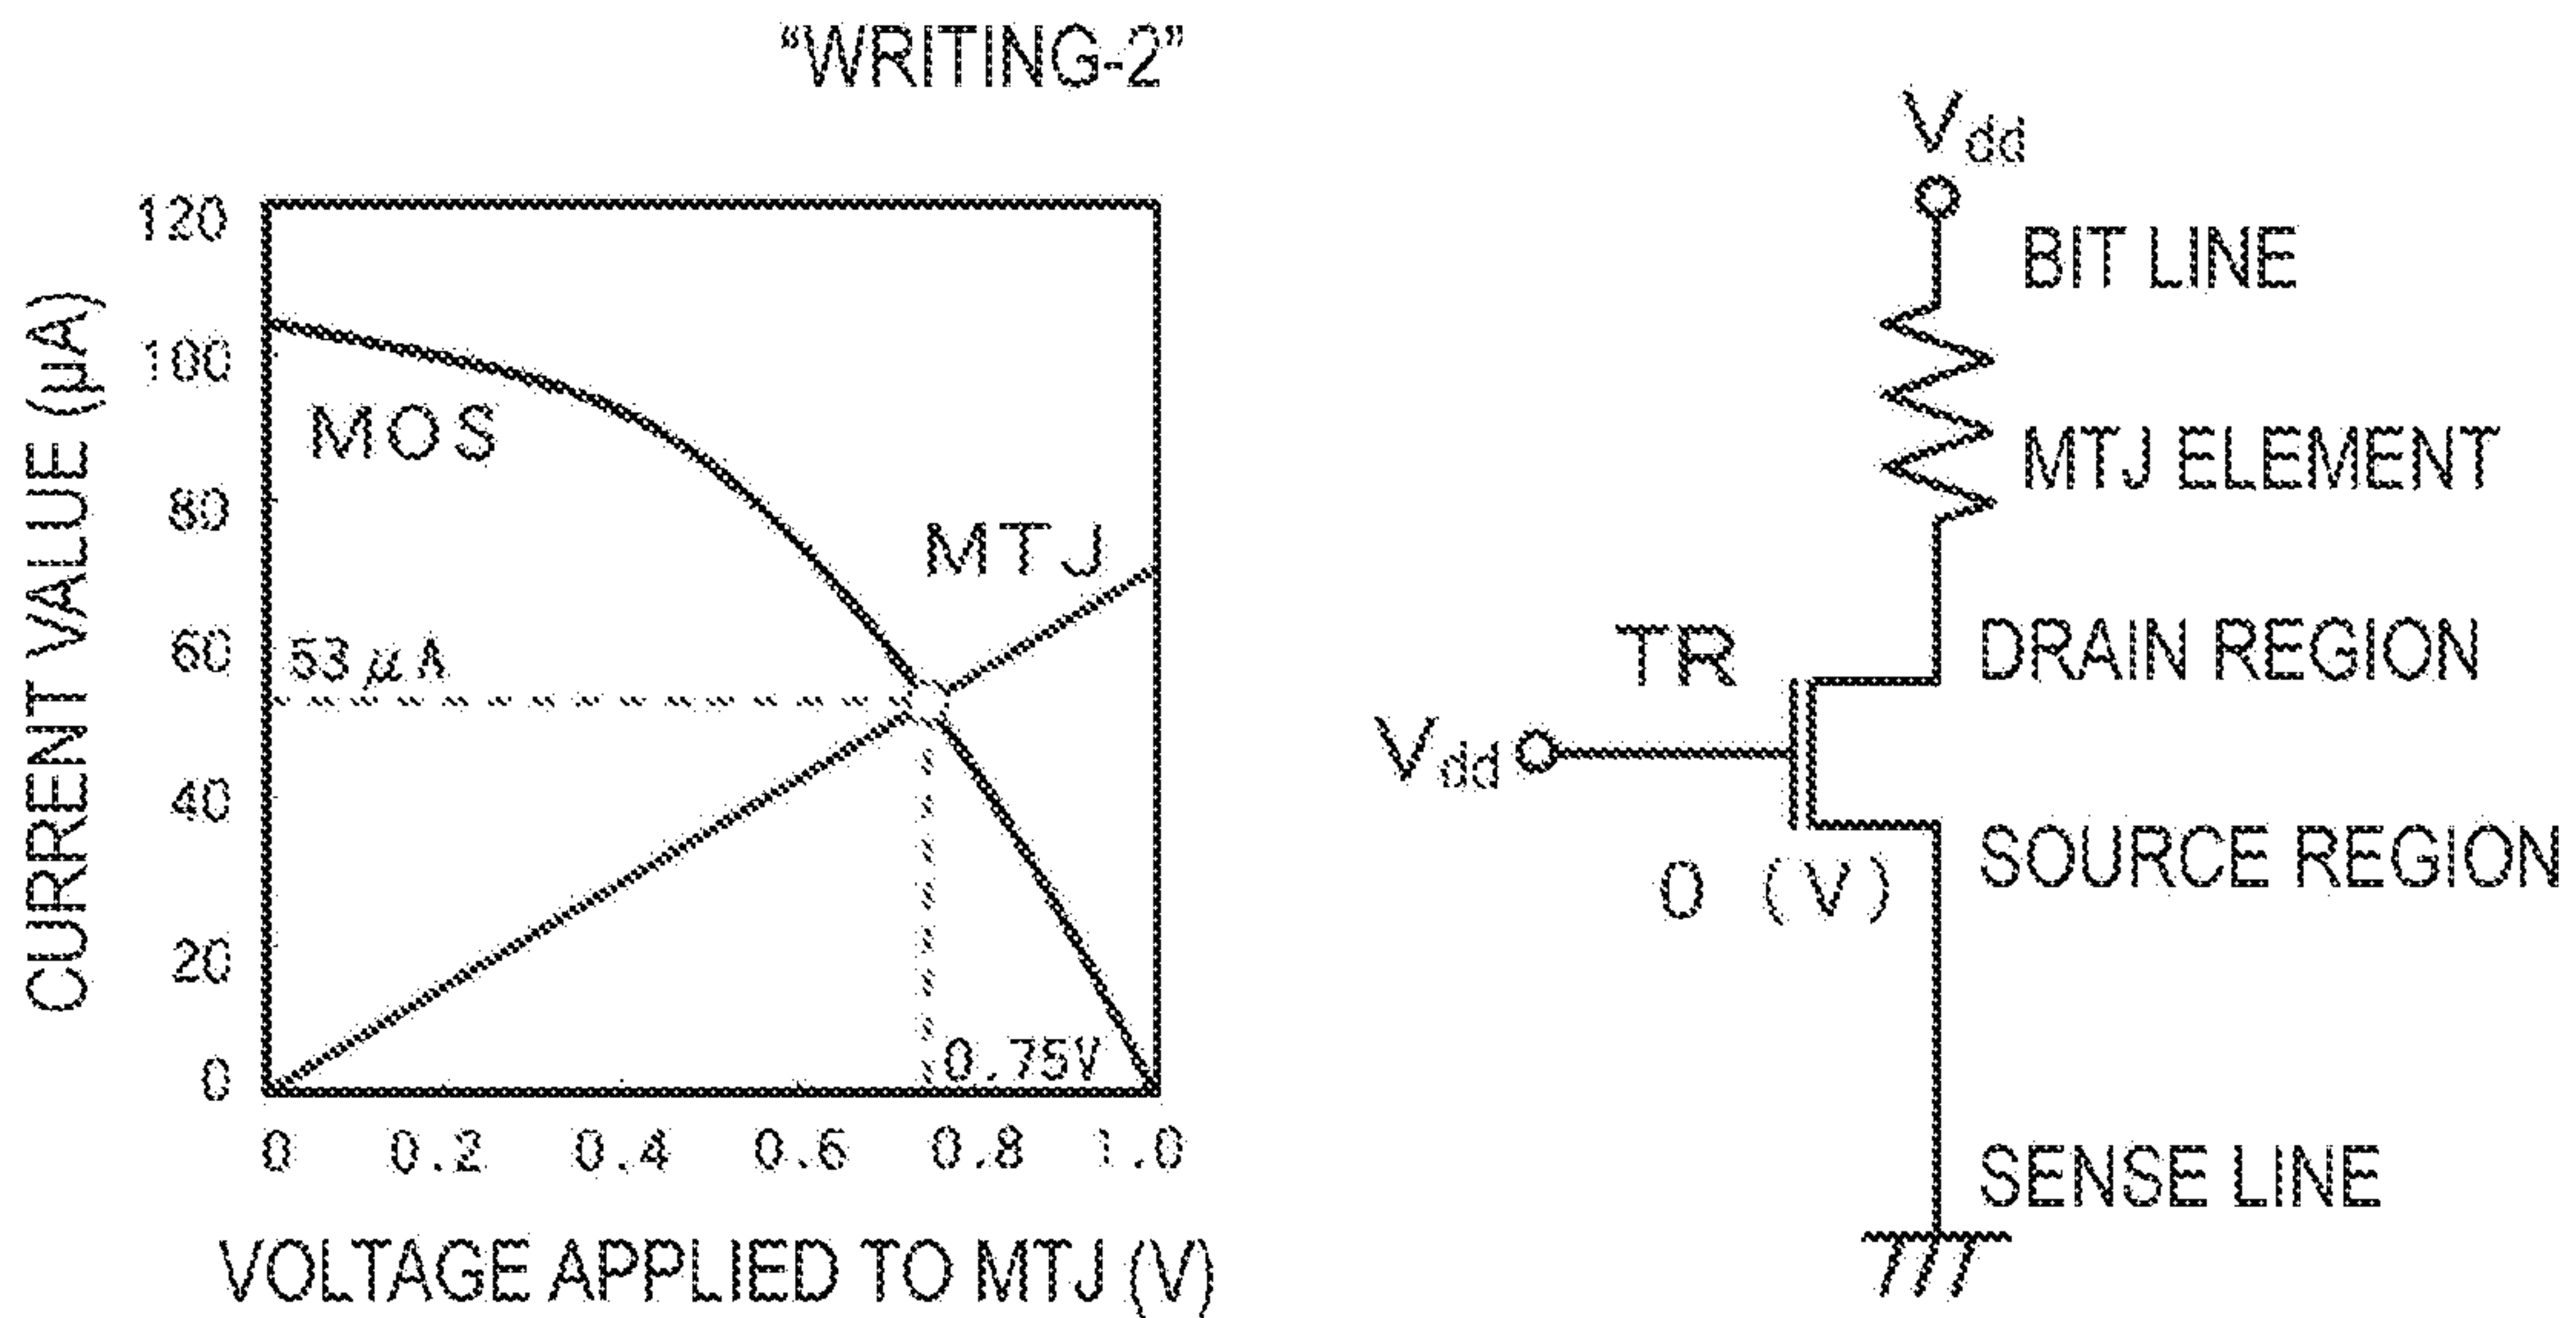 “WRITING-2”
CURRENT VALUE (µA)
120
100
80
60
40
20
0
MOS
MTJ
53μA
0.75V
0 0.2 0.4 0.6 0.8 1.0
VOLTAGE APPLIED TO MTJ (V)
Vdd
BIT LINE
MTJ ELEMENT
TR
DRAIN REGION
Vdd
SOURCE REGION
0 (V)
SENSE LINE